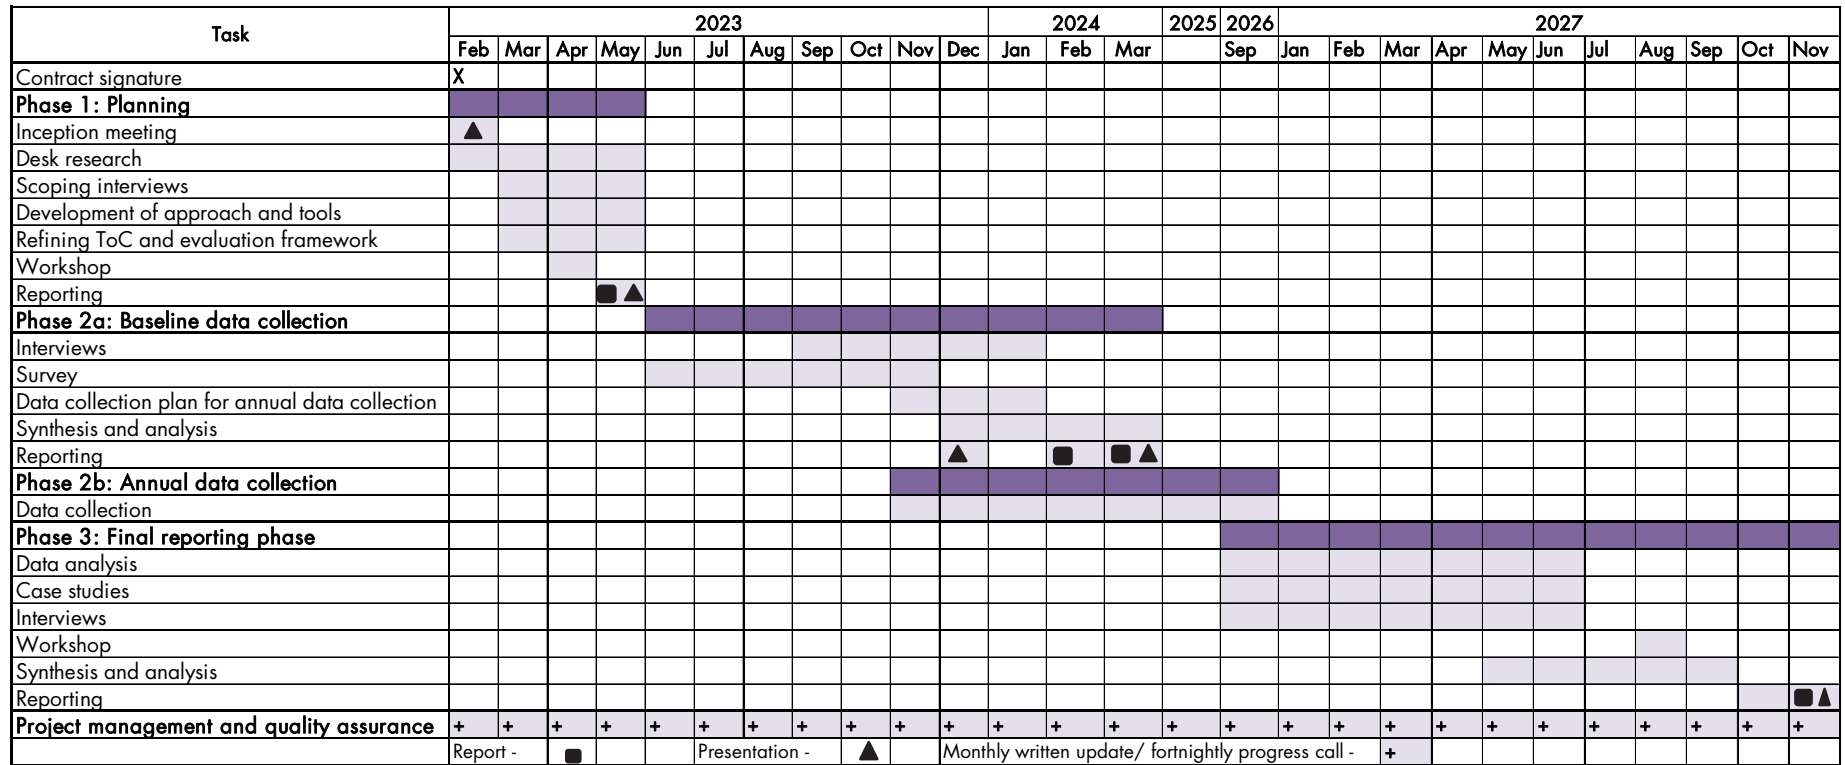 Task 2023 2024 2025 2026 2027
Feb Mar Apr May Jun Jul Aug Sep Oct Nov Dec Jan Feb Mar Sep Jan Feb Mar Apr May Jun Jul Aug Sep Oct Nov
Contract signature X
Phase 1: Planning
Inception meeting
Desk research
Scoping interviews
Development of approach and tools
Refining ToC and evaluation framework
Workshop
Reporting
Phase 2a: Baseline data collection
Interviews
Survey
Data collection plan for annual data collection
Synthesis and analysis
Reporting
Phase 2b: Annual data collection
Data collection
Phase 3: Final reporting phase
Data analysis
Case studies
Interviews
Workshop
Synthesis and analysis
Reporting
Project management and quality assurance + + + + + + + + + + + + + + + + + + + + + + + + + + +
Report - Presentation - Monthly written update/ fortnightly progress call - +